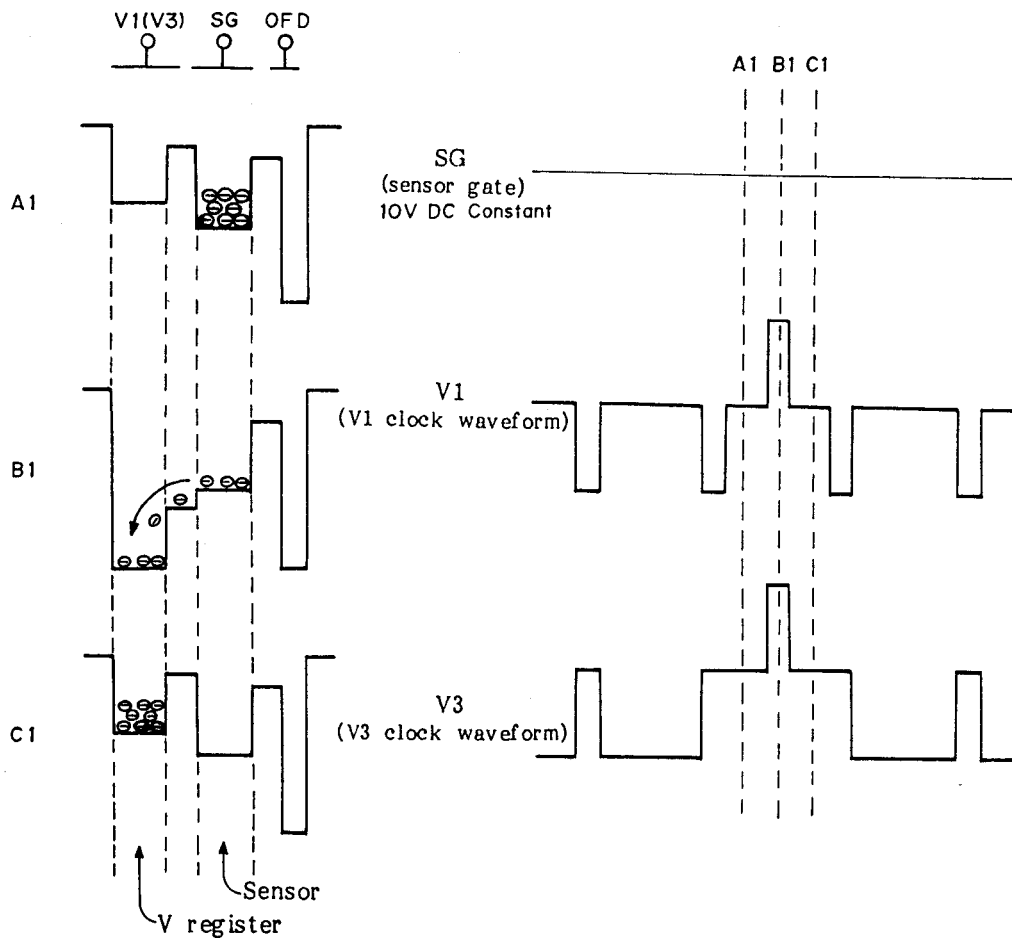 V1(V3) SG OFD
A1 B1 C1
A1
SG
(sensor gate)
10V DC Constant
V1
(V1 clock waveform)
B1
C1
V3
(V3 clock waveform)
Sensor
V register